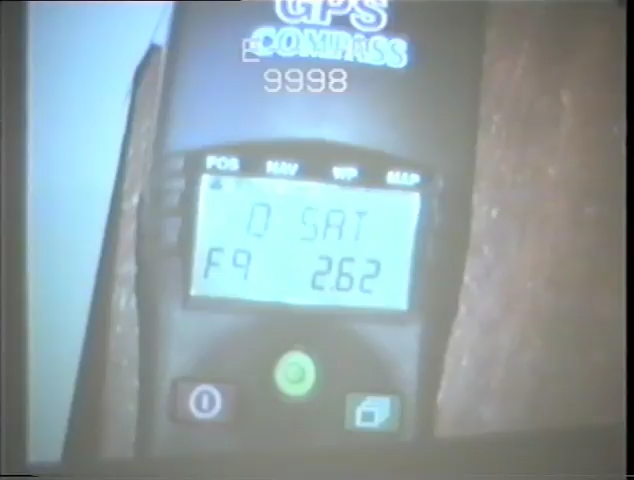 GPS
COMPASS
E
9998
POS NAV WP MAP
0 SAT
F9 2.62